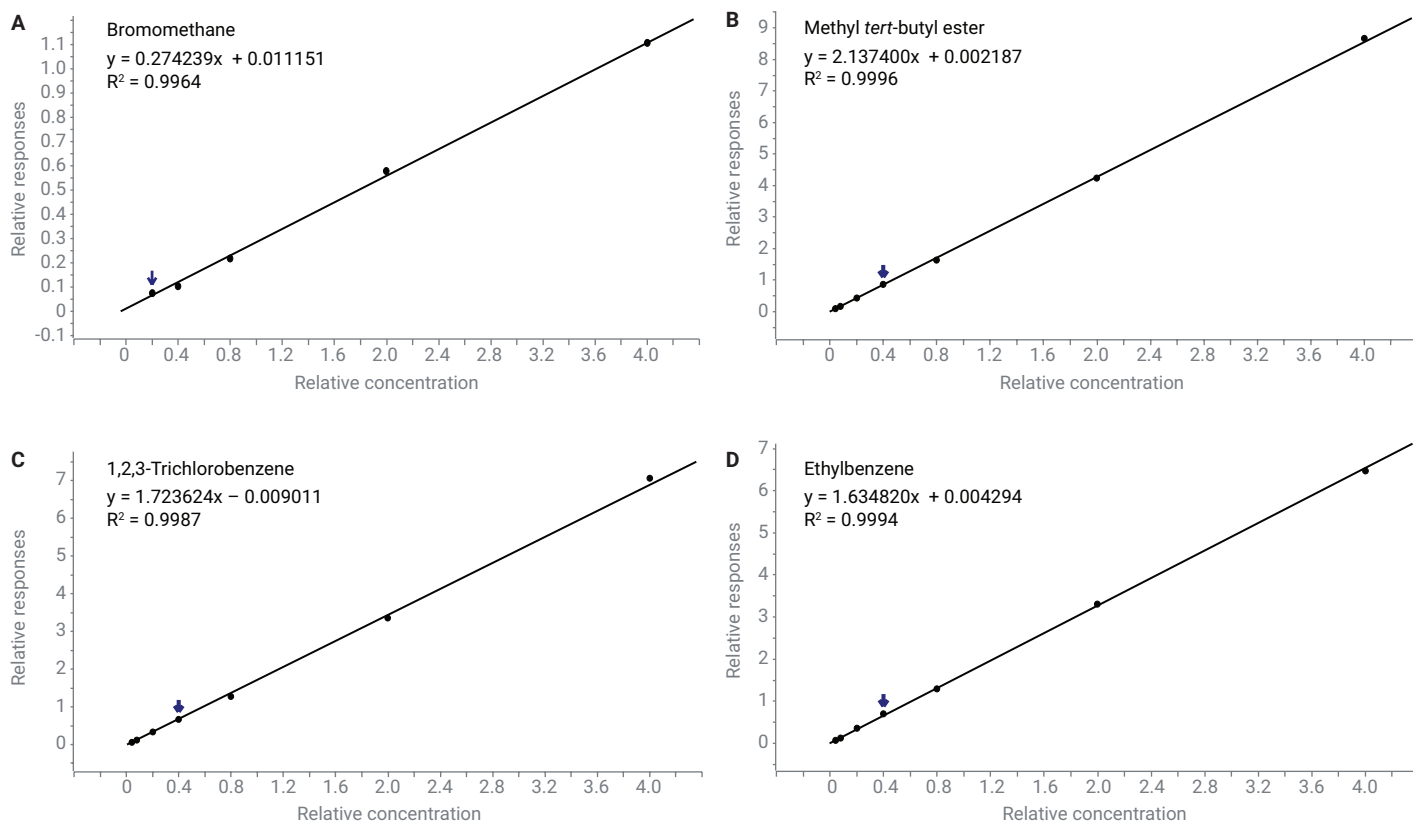 A
Bromomethane
y = 0.274239x + 0.011151
R² = 0.9964
Relative responses
1.1
1.0
0.9
0.8
0.7
0.6
0.5
0.4
0.3
0.2
0.1
0
-0.1
0 0.4 0.8 1.2 1.6 2.0 2.4 2.8 3.2 3.6 4.0
Relative concentration
B
Methyl tert-butyl ester
y = 2.137400x + 0.002187
R² = 0.9996
Relative responses
9
8
7
6
5
4
3
2
1
0
0 0.4 0.8 1.2 1.6 2.0 2.4 2.8 3.2 3.6 4.0
Relative concentration
C
1,2,3-Trichlorobenzene
y = 1.723624x – 0.009011
R² = 0.9987
Relative responses
7
6
5
4
3
2
1
0
0 0.4 0.8 1.2 1.6 2.0 2.4 2.8 3.2 3.6 4.0
Relative concentration
D
Ethylbenzene
y = 1.634820x + 0.004294
R² = 0.9994
Relative responses
7
6
5
4
3
2
1
0
0 0.4 0.8 1.2 1.6 2.0 2.4 2.8 3.2 3.6 4.0
Relative concentration